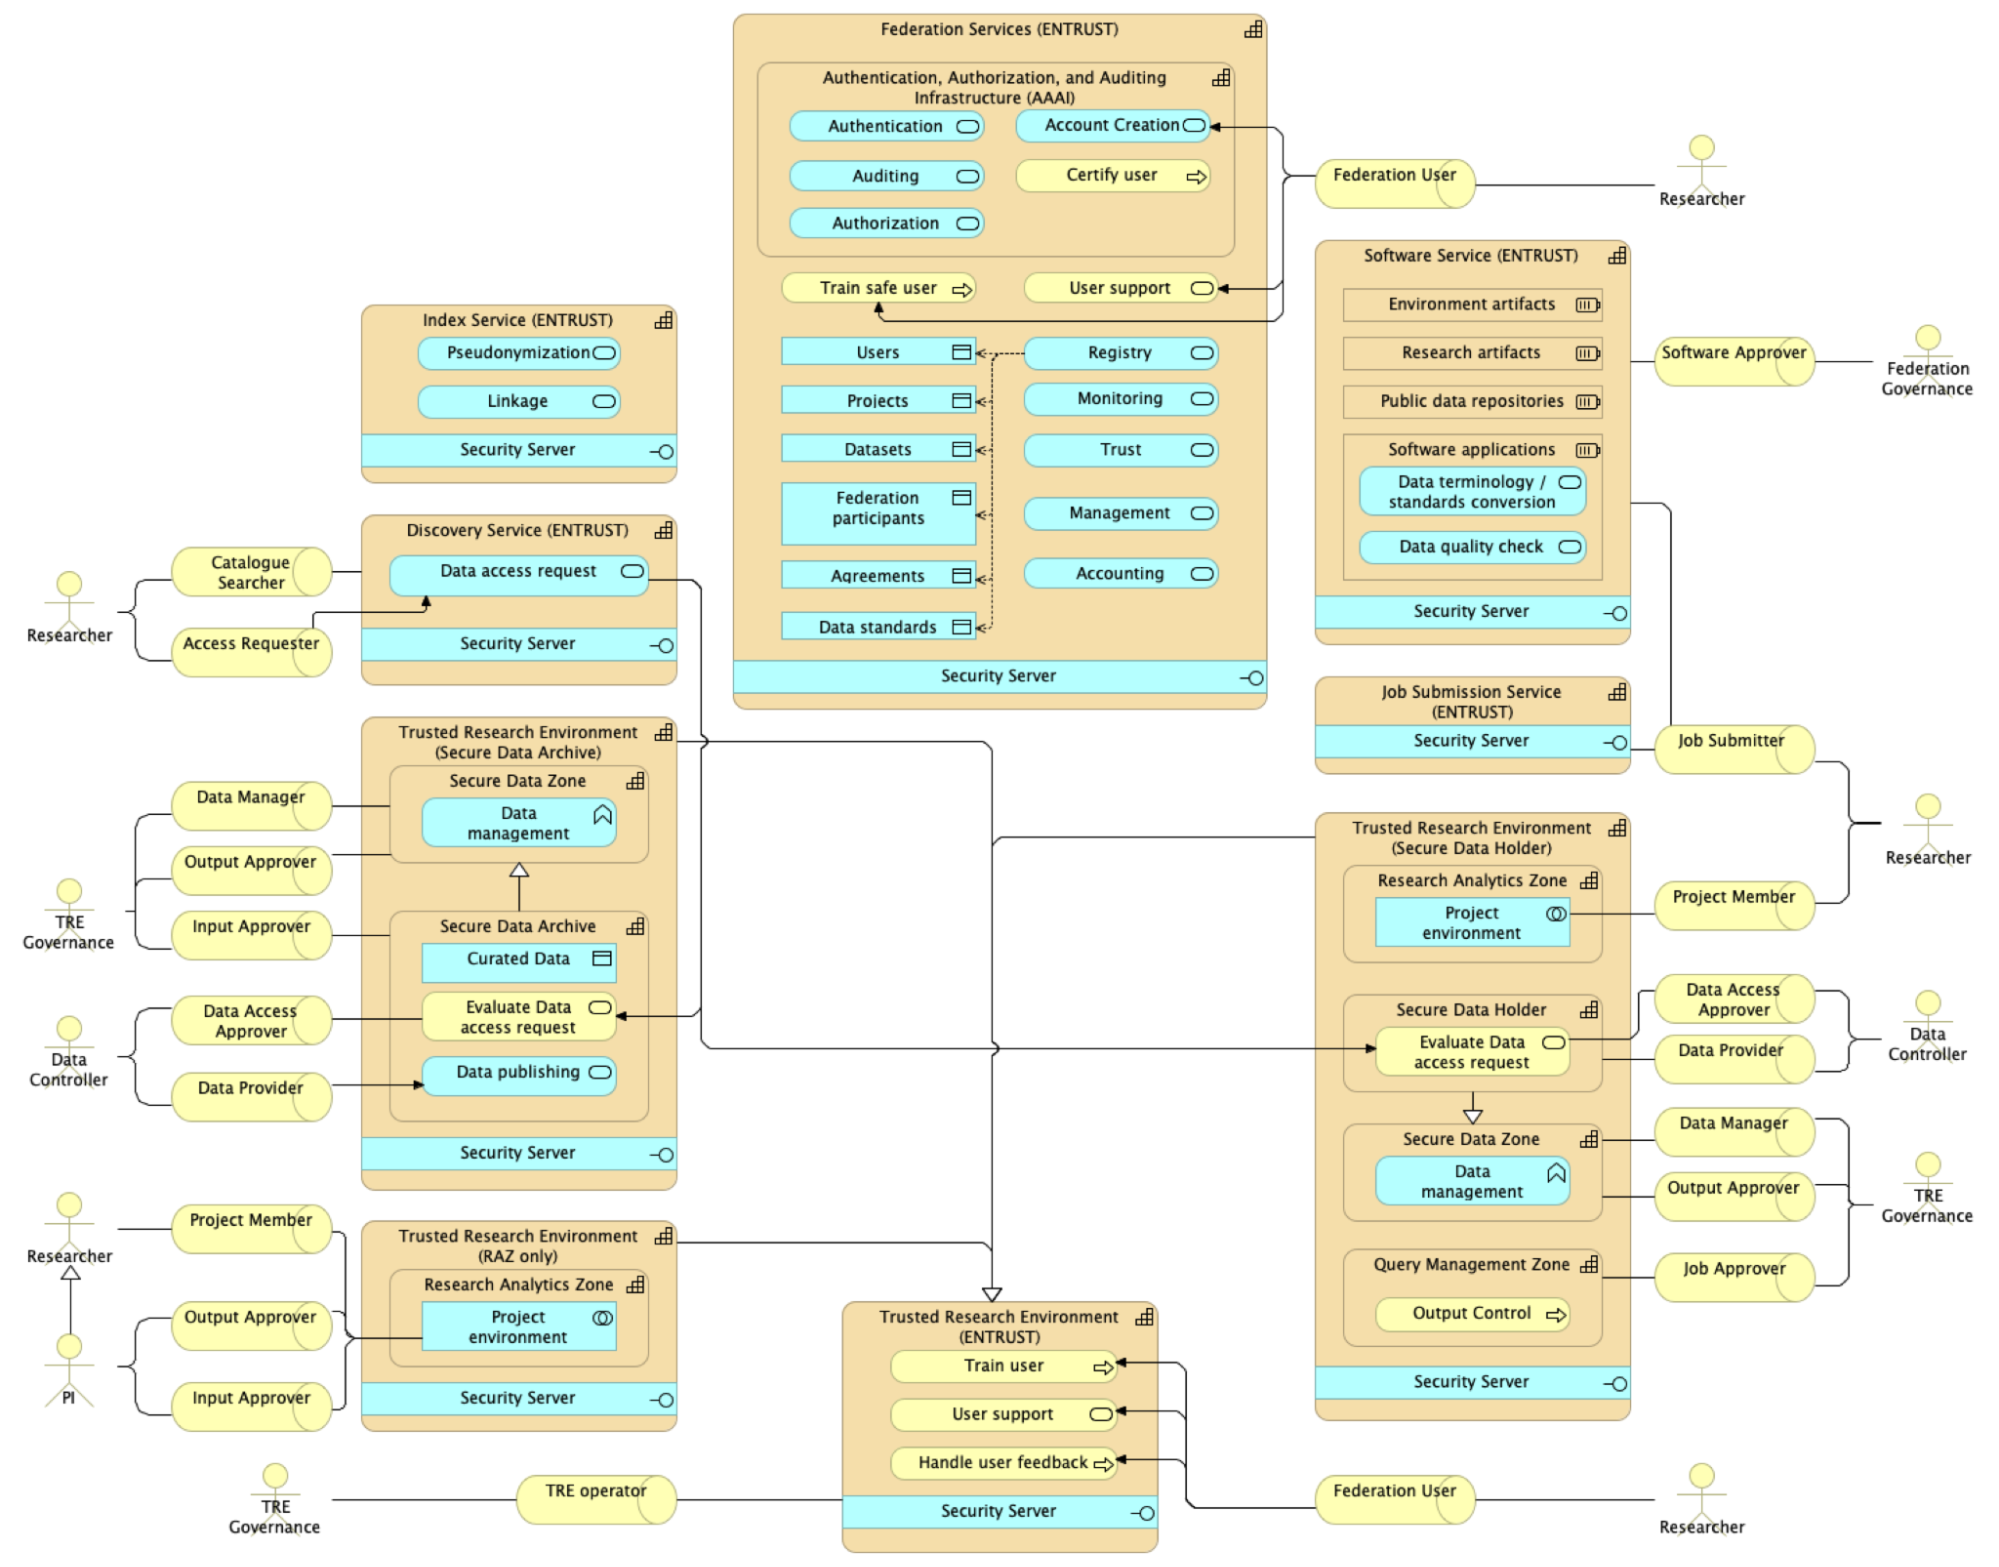 Federation Services (ENTRUST)
Authentication, Authorization, and Auditing
Infrastructure (AAAI)
Authentication
Account Creation
Auditing
Certify user
Authorization
Train safe user
User support
Users
Registry
Projects
Monitoring
Datasets
Trust
Federation
participants
Management
Agreements
Accounting
Data standards
Security Server
Federation User
Researcher
Software Service (ENTRUST)
Environment artifacts
Research artifacts
Public data repositories
Software applications
Data terminology /
standards conversion
Data quality check
Security Server
Software Approver
Federation
Governance
Index Service (ENTRUST)
Pseudonymization
Linkage
Security Server
Discovery Service (ENTRUST)
Data access request
Security Server
Catalogue
Searcher
Access Requester
Researcher
Job Submission Service
(ENTRUST)
Security Server
Job Submitter
Researcher
Project Member
Trusted Research Environment
(Secure Data Archive)
Secure Data Zone
Data
management
Secure Data Archive
Curated Data
Evaluate Data
access request
Data publishing
Security Server
Data Manager
Output Approver
Input Approver
TRE
Governance
Data Access
Approver
Data Provider
Data
Controller
Trusted Research Environment
(Secure Data Holder)
Research Analytics Zone
Project
environment
Secure Data Holder
Evaluate Data
access request
Secure Data Zone
Data
management
Query Management Zone
Output Control
Security Server
Data Access
Approver
Data Provider
Data
Controller
Data Manager
Output Approver
Job Approver
TRE
Governance
Researcher
PI
Project Member
Output Approver
Input Approver
Trusted Research Environment
(RAZ only)
Research Analytics Zone
Project
environment
Security Server
Trusted Research Environment
(ENTRUST)
Train user
User support
Handle user feedback
Security Server
TRE
Governance
TRE operator
Federation User
Researcher